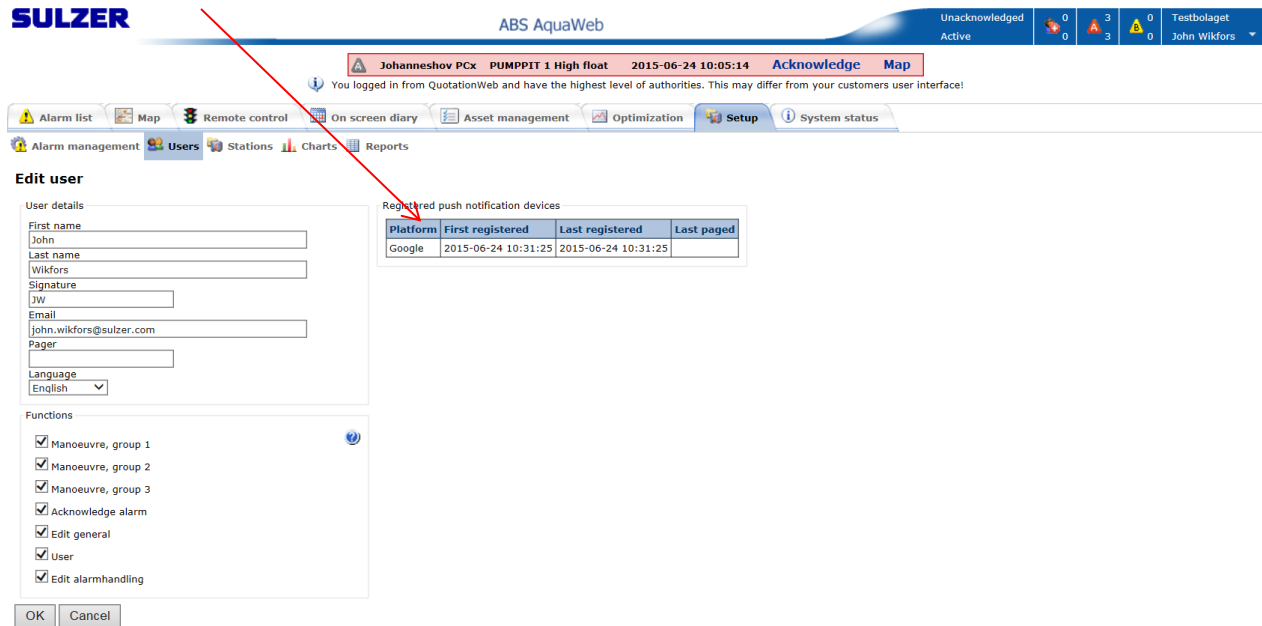 SULZER
ABS AquaWeb
Unacknowledged 0 A 3 B 0 Testbolaget
Active 0 3 0 John Wikfors
A Johanneshov PCx PUMPPIT 1 High float 2015-06-24 10:05:14 Acknowledge Map
You logged in from QuotationWeb and have the highest level of authorities. This may differ from your customers user interface!
Alarm list Map Remote control On screen diary Asset management Optimization Setup System status
Alarm management Users Stations Charts Reports
Edit user
User details
First name
John
Last name
Wikfors
Signature
JW
Email
john.wikfors@sulzer.com
Pager
Language
English
Registered push notification devices
Platform First registered Last registered Last paged
Google 2015-06-24 10:31:25 2015-06-24 10:31:25
Functions
Manoeuvre, group 1
Manoeuvre, group 2
Manoeuvre, group 3
Acknowledge alarm
Edit general
User
Edit alarmhandling
OK Cancel